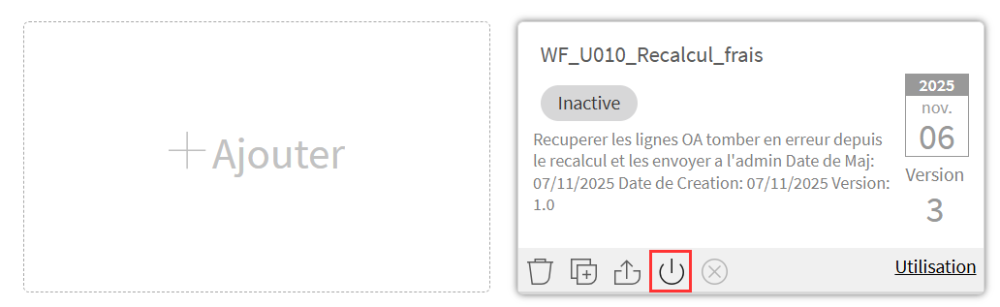 Ajouter
WF_U010_Recalcul_frais
Inactive
2025
nov.
06
Version
3
Recuperer les lignes OA tomber en erreur depuis
le recalcul et les envoyer a l'admin Date de Maj:
07/11/2025 Date de Creation: 07/11/2025 Version:
1.0
Utilisation